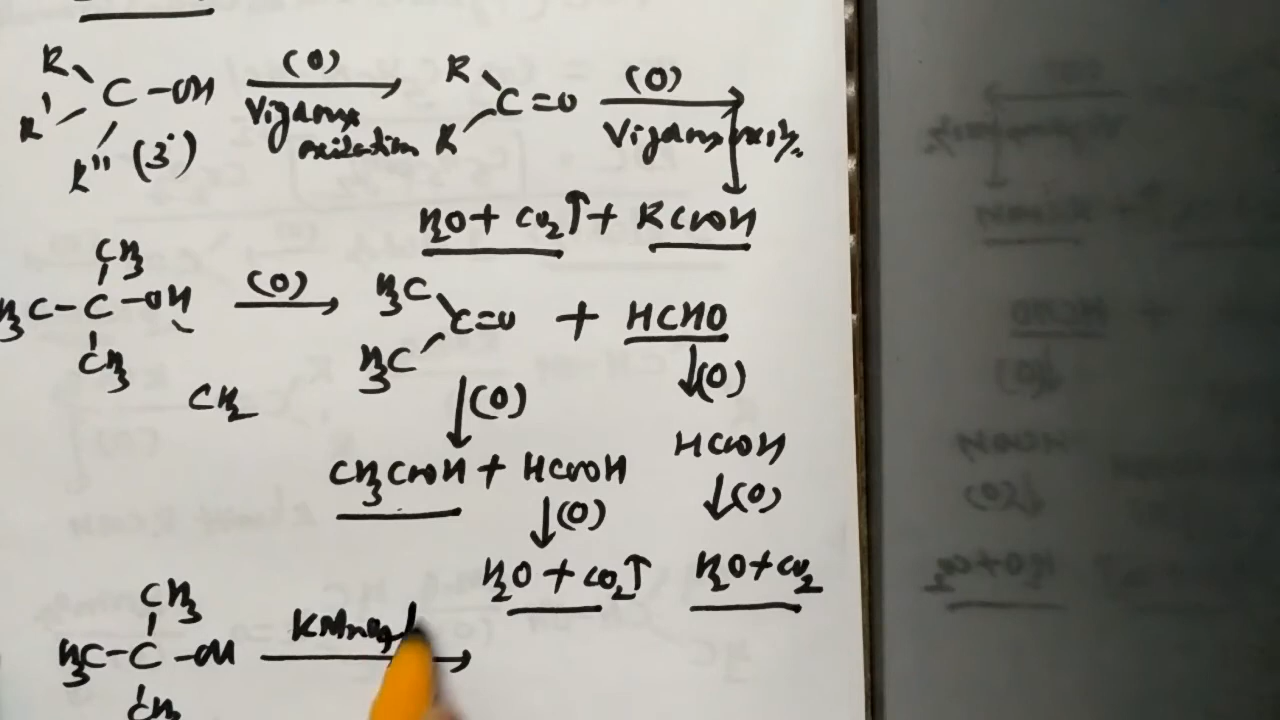 R
R' C-OH (O) R
R'' (3°) Vigorous oxidation R C=O (O)
Vigorous oxi%.
H2O + CO2↑ + RCOOH
CH3
H3C-C-OH (O) H3C
CH3 H3C C=O + HCHO
CH2 (O) (O)
CH3COOH + HCOOH HCOOH
(O) (O)
H2O + CO2↑ H2O + CO2
CH3
H3C-C-OH KMnO4/
CH3